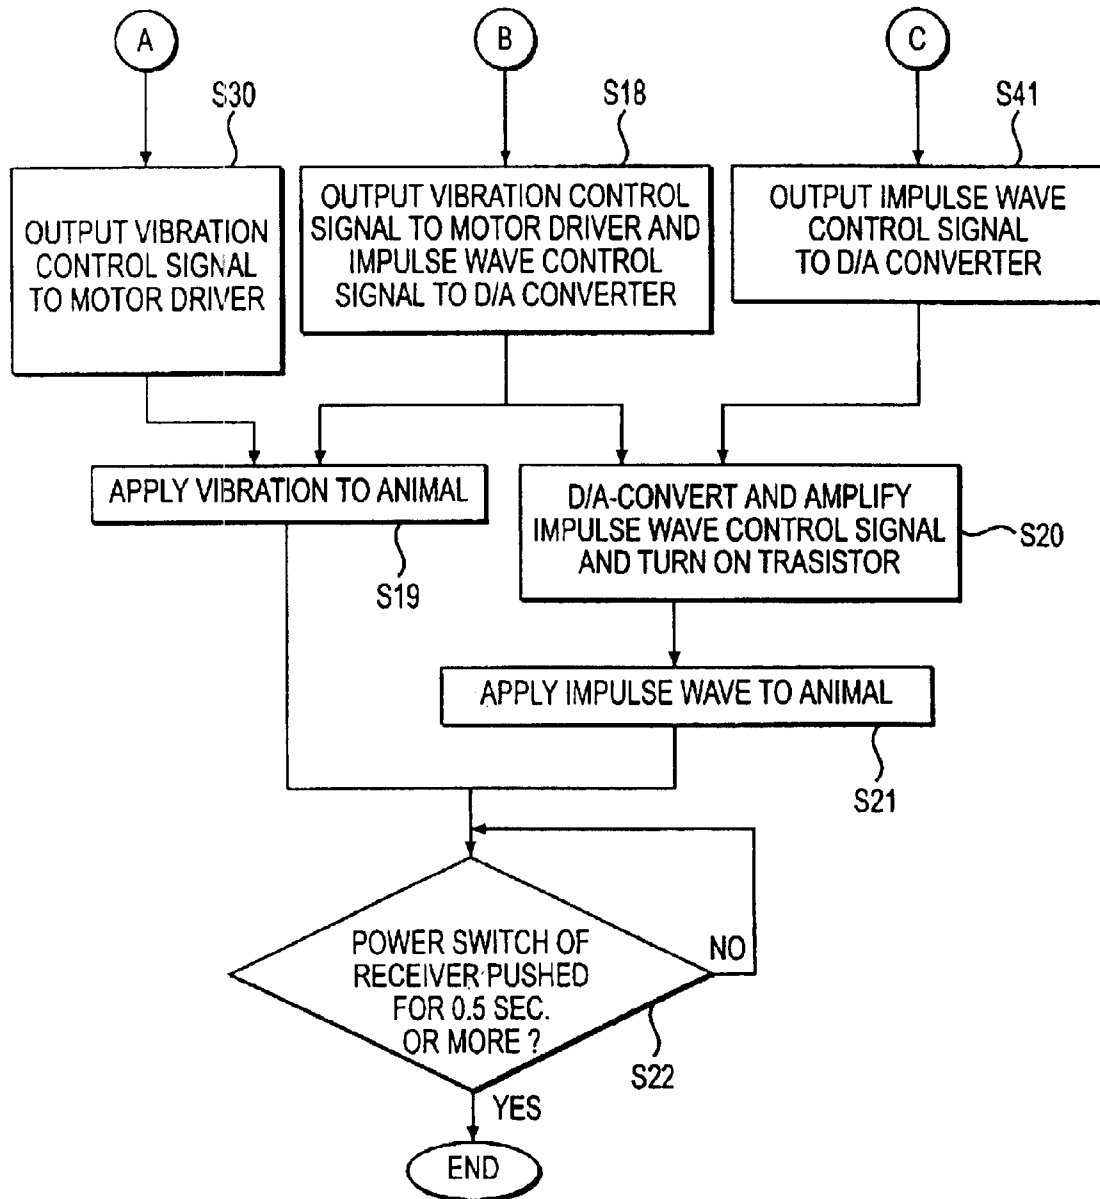 A
B
C
S30
S18
S41
OUTPUT VIBRATION
CONTROL SIGNAL
TO MOTOR DRIVER
OUTPUT VIBRATION CONTROL
SIGNAL TO MOTOR DRIVER AND
IMPULSE WAVE CONTROL
SIGNAL TO D/A CONVERTER
OUTPUT IMPULSE WAVE
CONTROL SIGNAL
TO D/A CONVERTER
APPLY VIBRATION TO ANIMAL
S19
D/A-CONVERT AND AMPLIFY
IMPULSE WAVE CONTROL SIGNAL
AND TURN ON TRASISTOR
S20
APPLY IMPULSE WAVE TO ANIMAL
S21
POWER SWITCH OF
RECEIVER PUSHED
FOR 0.5 SEC.
OR MORE ?
NO
S22
YES
END